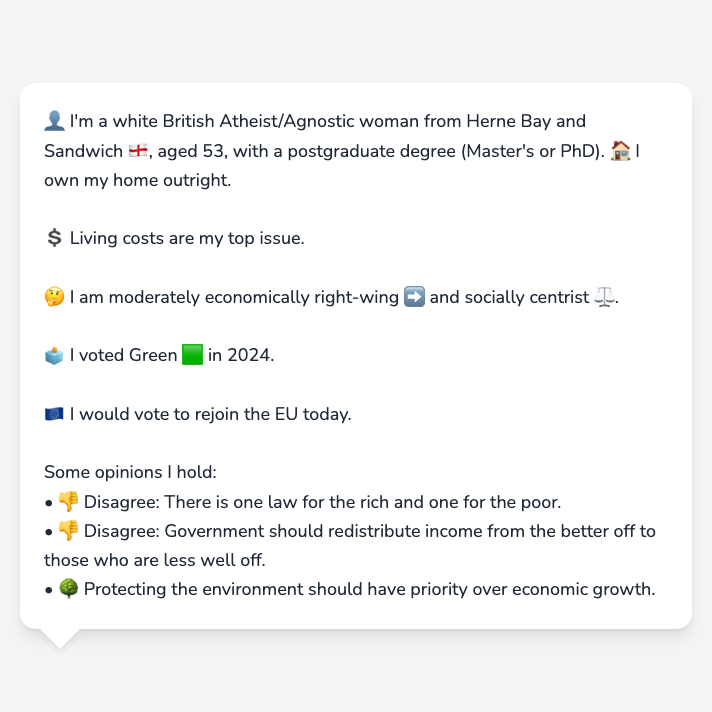 👤 I'm a white British Atheist/Agnostic woman from Herne Bay and
Sandwich 🏴󠁧󠁢󠁥󠁮󠁧󠁿, aged 53, with a postgraduate degree (Master's or PhD). 🏠 I
own my home outright.
💲 Living costs are my top issue.
🤔 I am moderately economically right-wing ➡️ and socially centrist ⚖️.
🗳️ I voted Green 🟩 in 2024.
🇪🇺 I would vote to rejoin the EU today.
Some opinions I hold:
• 👎 Disagree: There is one law for the rich and one for the poor.
• 👎 Disagree: Government should redistribute income from the better off to
those who are less well off.
• 🌳 Protecting the environment should have priority over economic growth.